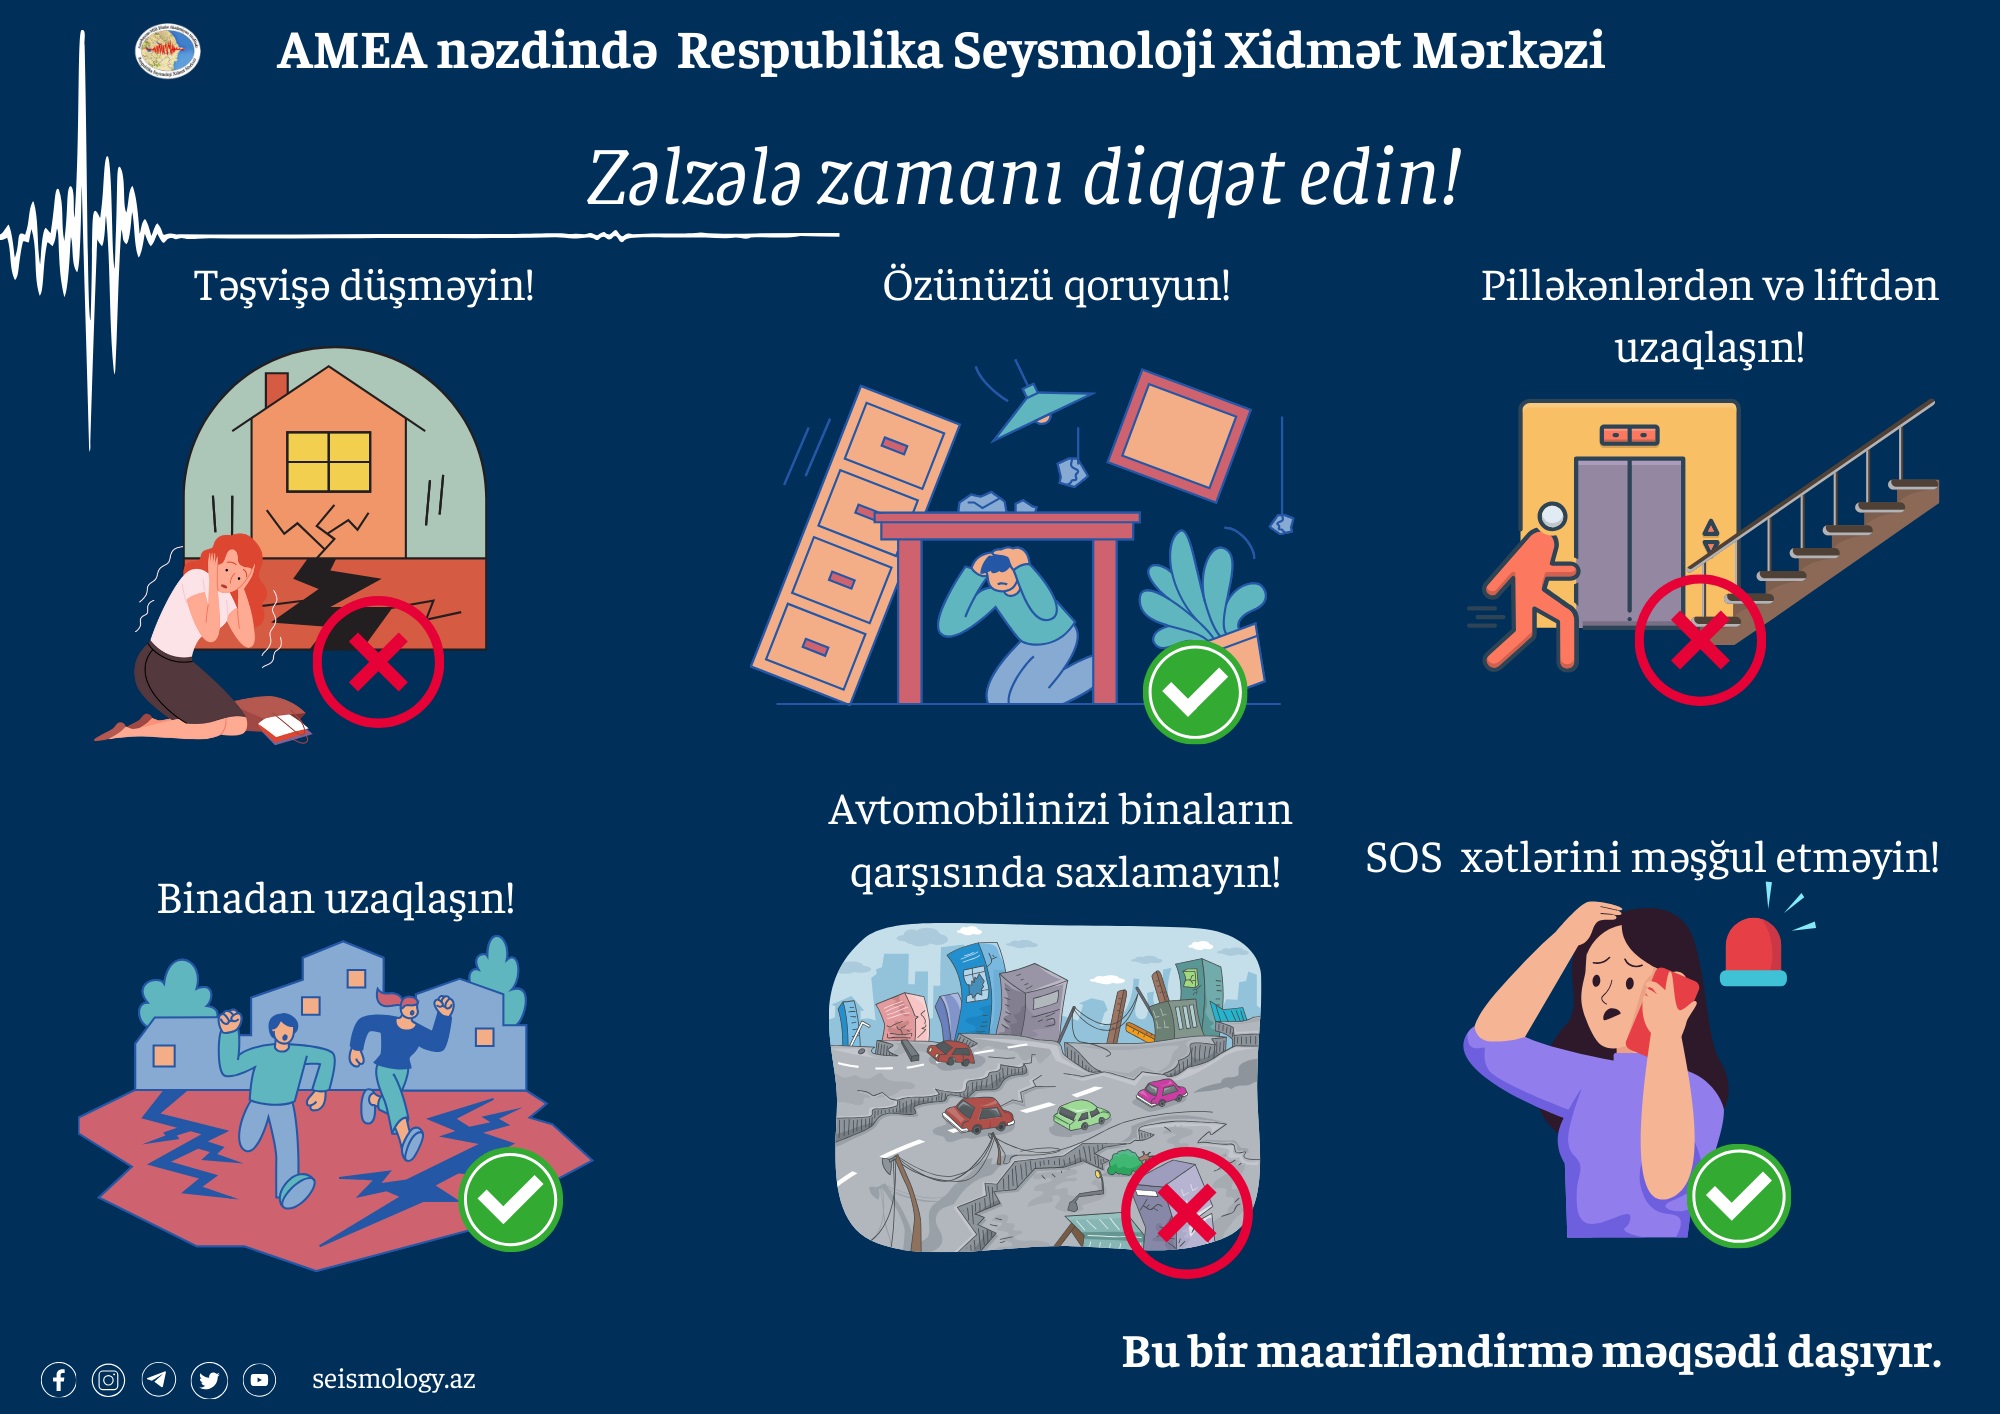 AMEA nəzdində Respublika Seysmoloji Xidmət Mərkəzi
Zəlzələ zamanı diqqət edin!
Təşvişə düşməyin!
Özünüzü qoruyun!
Pilləkənlərdən və liftdən
uzaqlaşın!
Binadan uzaqlaşın!
Avtomobilinizi binaların
qarşısında saxlamayın!
SOS xətlərini məşğul etməyin!
Bu bir maarifləndirmə məqsədi daşıyır.
seismology.az